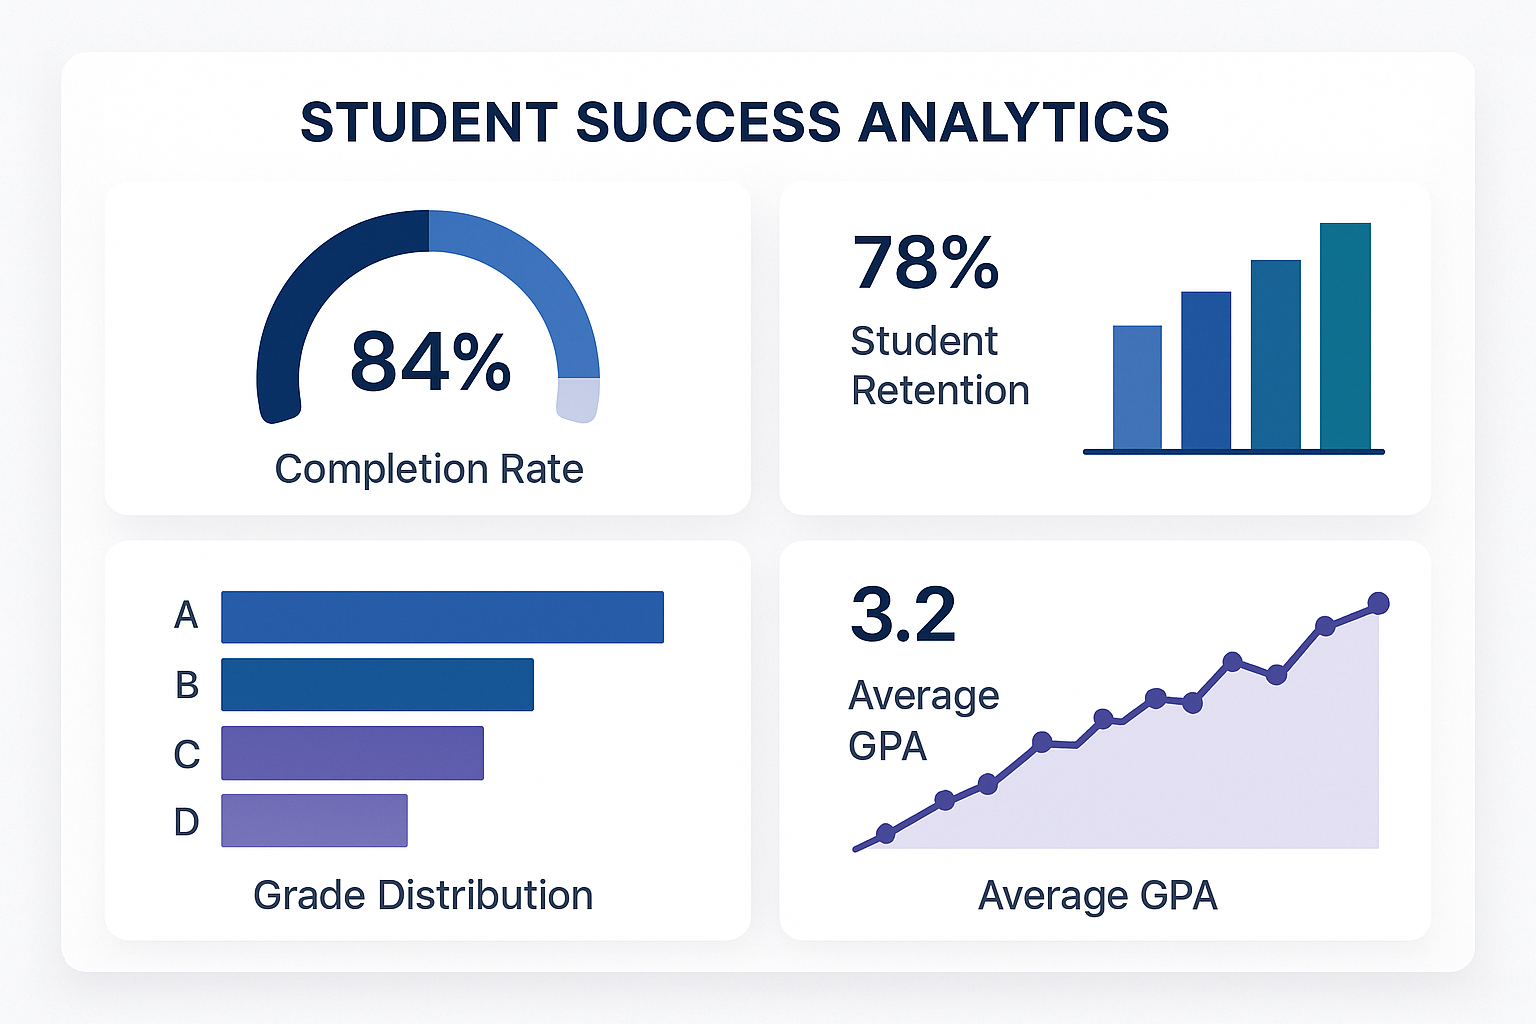 STUDENT SUCCESS ANALYTICS
84%
Completion Rate
78%
Student
Retention
A
B
C
D
Grade Distribution
3.2
Average
GPA
Average GPA